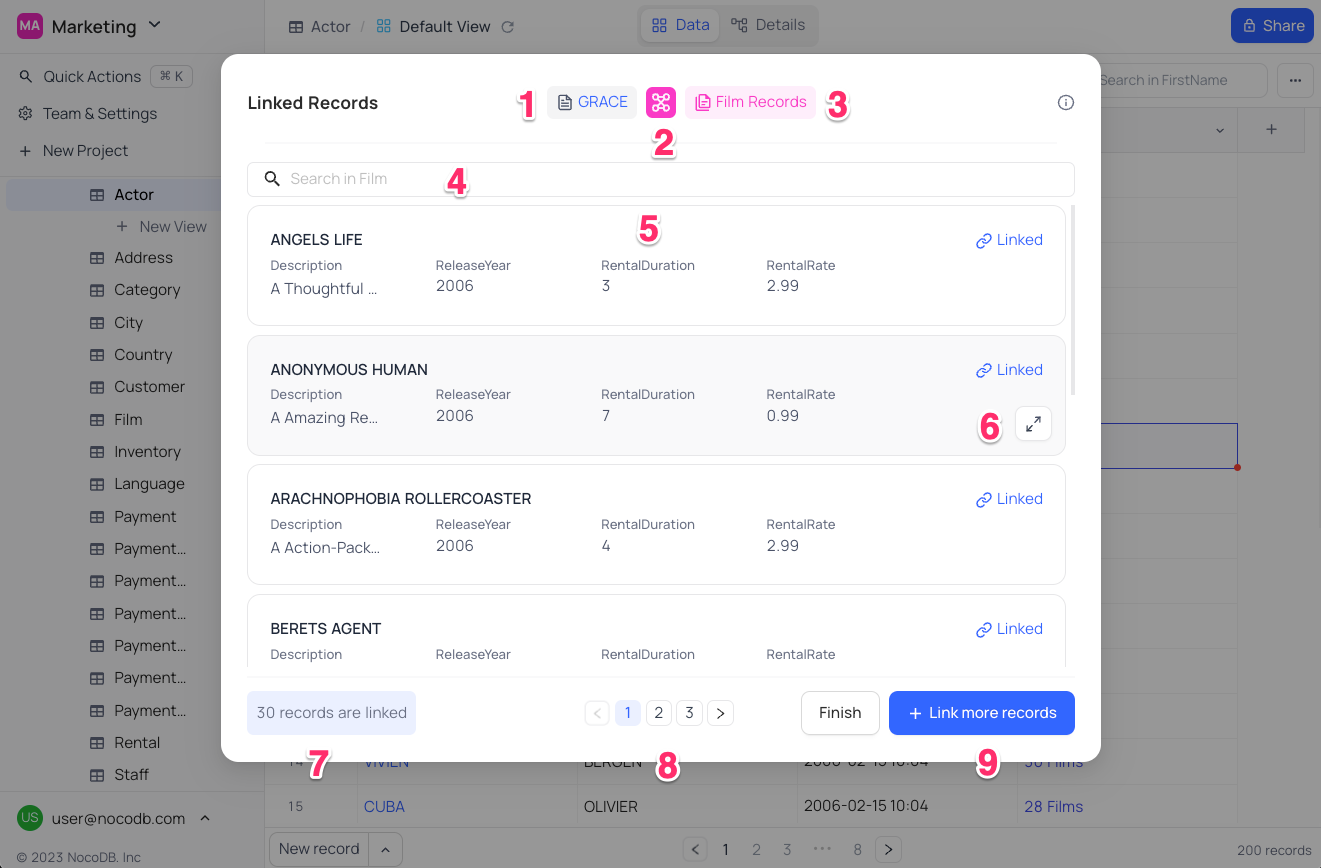 MA Marketing
Actor / Default View
Data
Details
Share
Quick Actions ⌘ K
Team & Settings
New Project
Search in FirstName
Actor
New View
Address
Category
City
Country
Customer
Film
Inventory
Language
Payment
Payment...
Payment...
Payment...
Payment...
Payment...
Payment...
Rental
Staff
US user@nocodb.com
© 2023 NocoDB. Inc
Linked Records
1 GRACE 2 Film Records 3
Search in Film 4
5
ANGELS LIFE Linked
Description ReleaseYear RentalDuration RentalRate
A Thoughtful ... 2006 3 2.99
ANONYMOUS HUMAN Linked
Description ReleaseYear RentalDuration RentalRate
A Amazing Re... 2006 7 0.99
6
ARACHNOPHOBIA ROLLERCOASTER Linked
Description ReleaseYear RentalDuration RentalRate
A Action-Pack... 2006 4 2.99
BERETS AGENT Linked
Description ReleaseYear RentalDuration RentalRate
30 records are linked
1 2 3
Finish
+ Link more records
7 8 9
14 VIVIEN BERGEN 2006-02-15 10:04 30 Films
15 CUBA OLIVIER 2006-02-15 10:04 28 Films
New record
1 2 3 ... 8
200 records